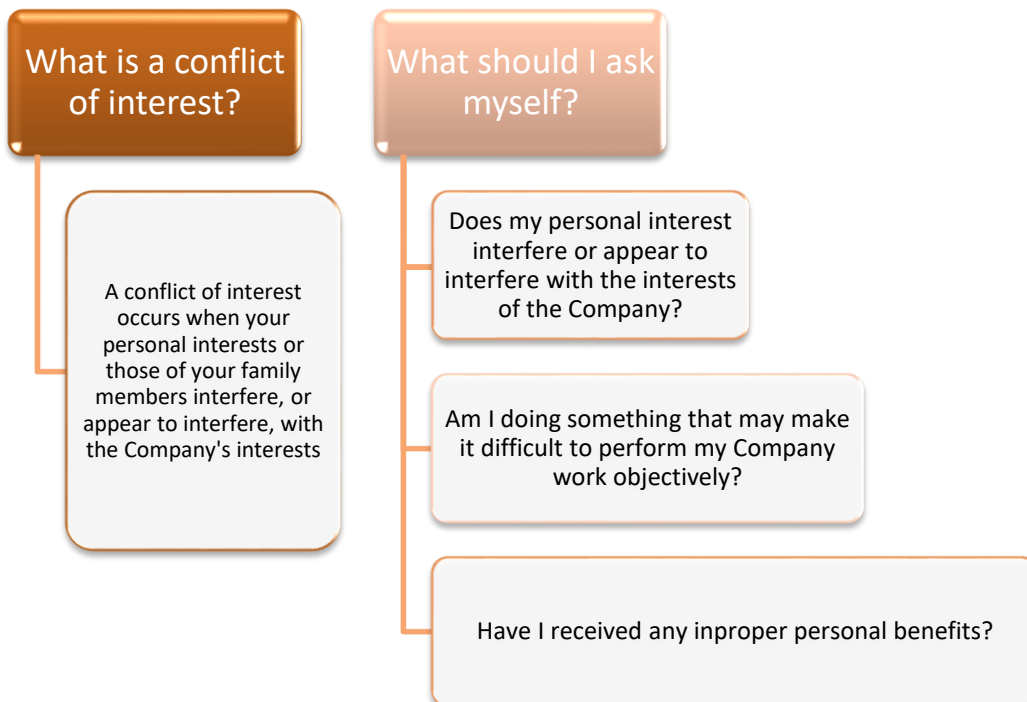 What is a conflict
of interest?
A conflict of interest
occurs when your
personal interests or
those of your family
members interfere, or
appear to interfere, with
the Company's interests
What should I ask
myself?
Does my personal interest
interfere or appear to
interfere with the interests
of the Company?
Am I doing something that may make
it difficult to perform my Company
work objectively?
Have I received any inproper personal benefits?